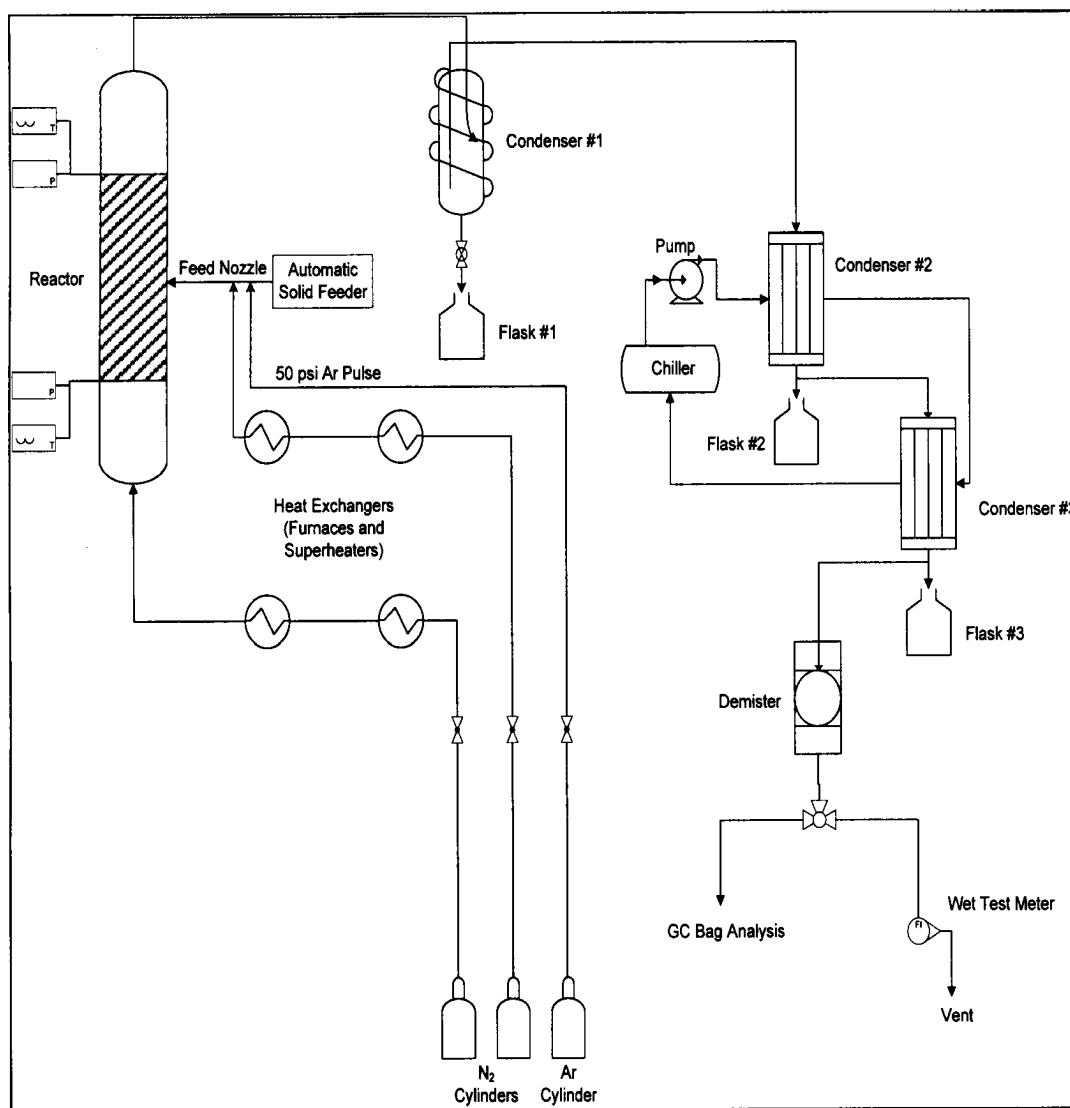 T
P
Condenser #1
Reactor
Feed Nozzle
Automatic
Solid Feeder
Pump
Condenser #2
Flask #1
Chiller
50 psi Ar Pulse
P
T
Flask #2
Heat Exchangers
(Furnaces and
Superheaters)
Condenser #3
Flask #3
Demister
Wet Test Meter
FI
GC Bag Analysis
Vent
N2
Cylinders
Ar
Cylinder